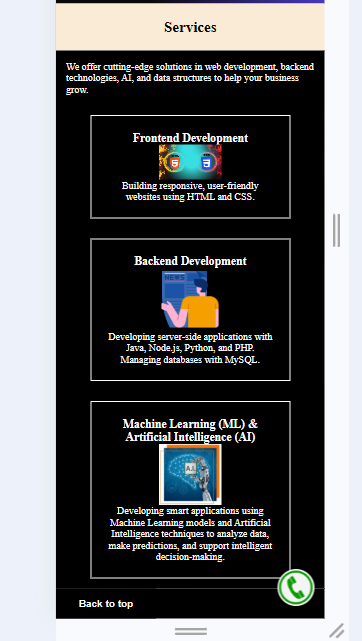 Services
We offer cutting-edge solutions in web development, backend
technologies, AI, and data structures to help your business
grow.
Frontend Development
Building responsive, user-friendly
websites using HTML and CSS.
Backend Development
NEWS
Developing server-side applications with
Java, Node.js, Python, and PHP.
Managing databases with MySQL.
Machine Learning (ML) &
Artificial Intelligence (AI)
A.I.
Developing smart applications using
Machine Learning models and Artificial
Intelligence techniques to analyze data,
make predictions, and support intelligent
decision-making.
Back to top